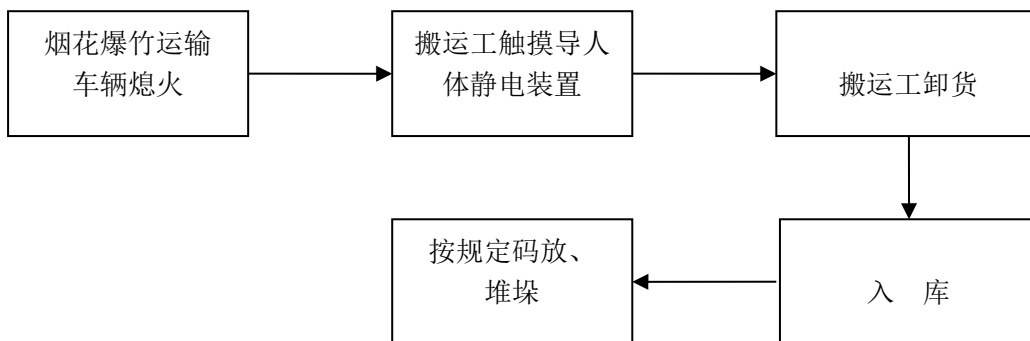 烟花爆竹运输
车辆熄火
搬运工触摸导人
体静电装置
搬运工卸货
入 库
按规定码放、
堆垛